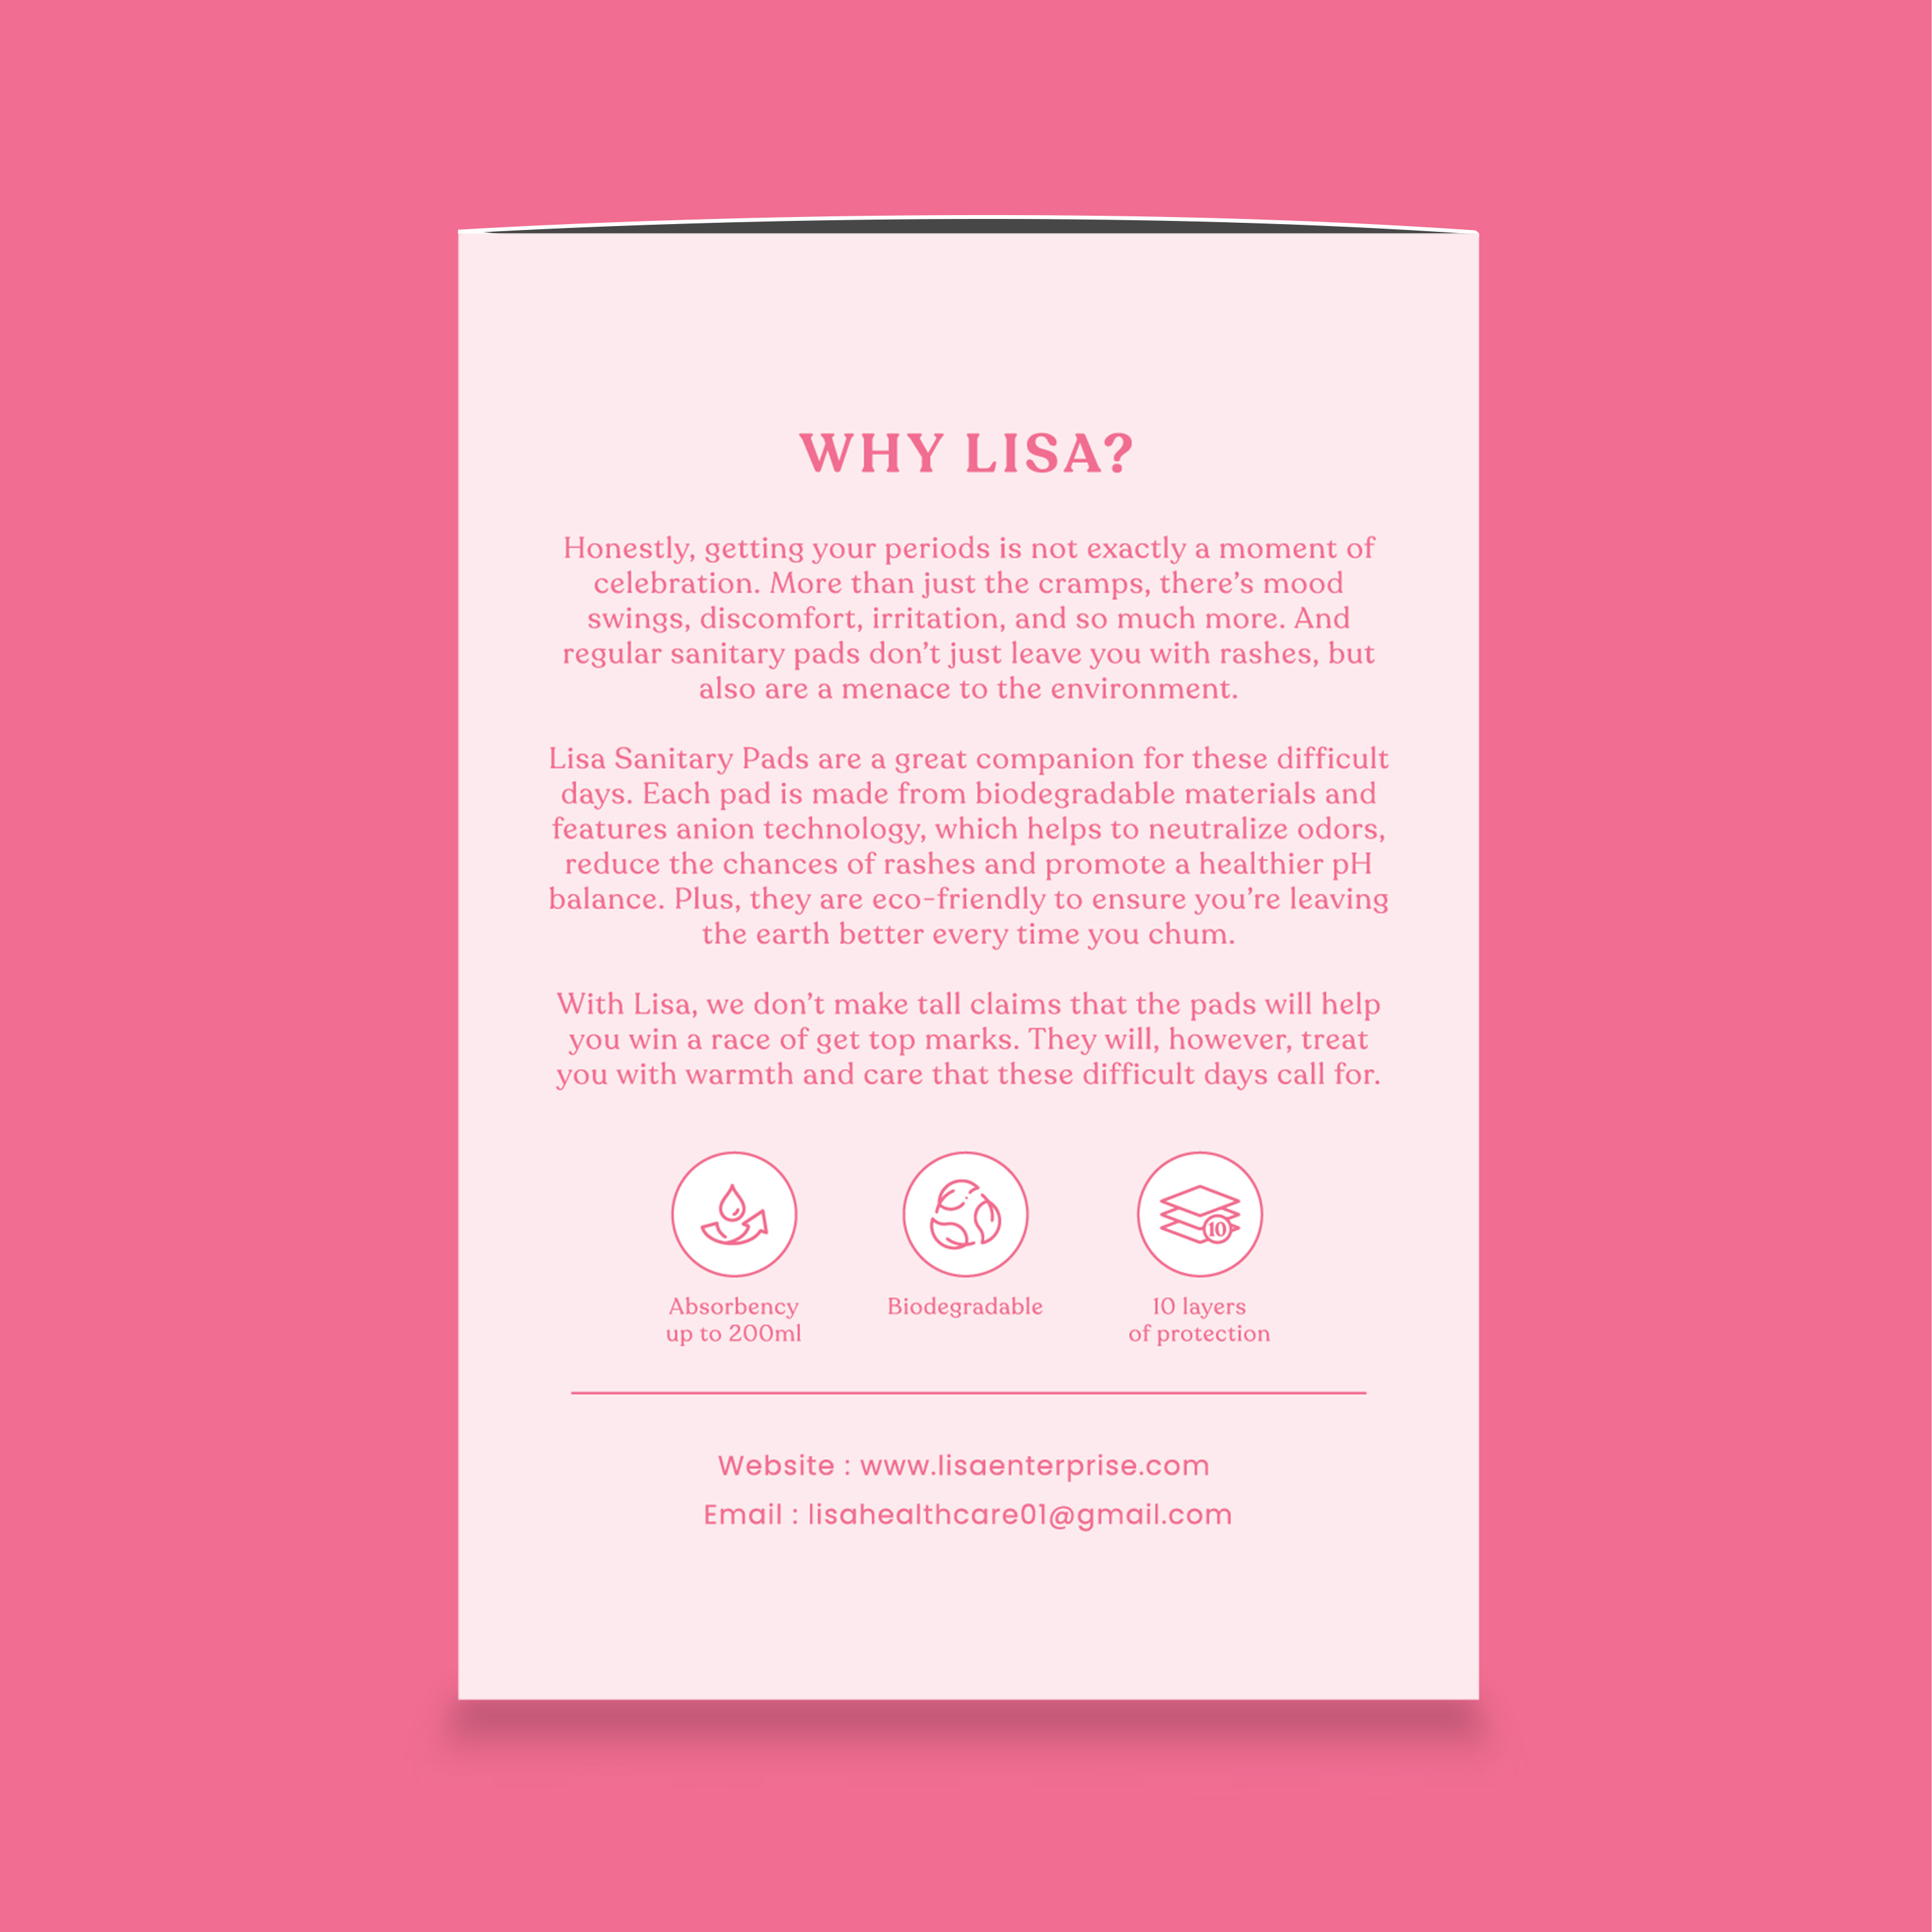 WHY LISA?
Honestly, getting your periods is not exactly a moment of
celebration. More than just the cramps, there’s mood
swings, discomfort, irritation, and so much more. And
regular sanitary pads don’t just leave you with rashes, but
also are a menace to the environment.
Lisa Sanitary Pads are a great companion for these difficult
days. Each pad is made from biodegradable materials and
features anion technology, which helps to neutralize odors,
reduce the chances of rashes and promote a healthier pH
balance. Plus, they are eco-friendly to ensure you’re leaving
the earth better every time you chum.
With Lisa, we don’t make tall claims that the pads will help
you win a race of get top marks. They will, however, treat
you with warmth and care that these difficult days call for.
10
Absorbency
up to 200ml
Biodegradable
10 layers
of protection
Website : www.lisaenterprise.com
Email : lisahealthcare01@gmail.com